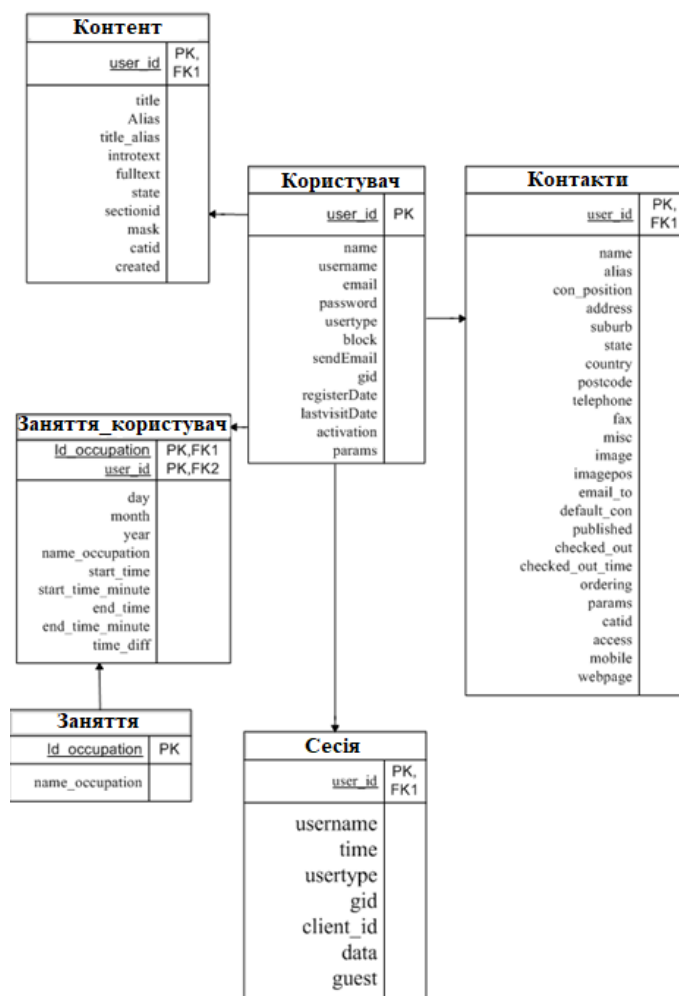 Контент
user_id PK, FK1
title
Alias
title_alias
introtext
fulltext
state
sectionid
mask
catid
created
Користувач
user_id PK
name
username
email
password
usertype
block
sendEmail
gid
registerDate
lastvisitDate
activation
params
Контакти
user_id PK, FK1
name
alias
con_position
address
suburb
state
country
postcode
telephone
fax
misc
image
imagepos
email_to
default_con
published
checked_out
checked_out_time
ordering
params
catid
access
mobile
webpage
Заняття_користувач
Id_occupation PK,FK1
user_id PK,FK2
day
month
year
name_occupation
start_time
start_time_minute
end_time
end_time_minute
time_diff
Заняття
Id_occupation PK
name_occupation
Сесія
user_id PK, FK1
username
time
usertype
gid
client_id
data
guest